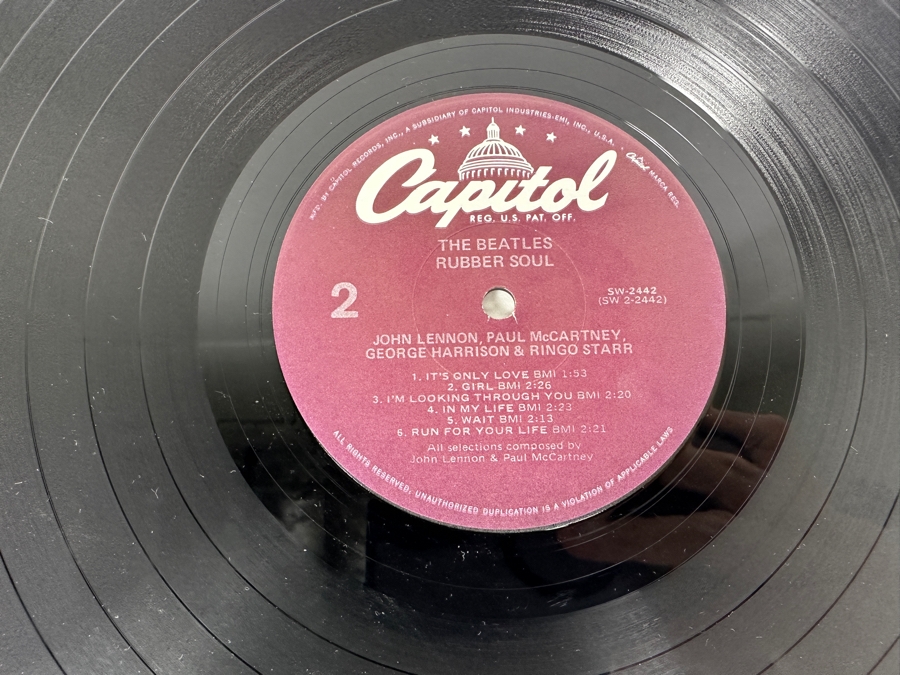 MFD. BY CAPITOL RECORDS, INC., A SUBSIDIARY OF CAPITOL INDUSTRIES-EMI, INC., U.S.A. • Capitol MARCA REG.
Capitol
REG. U.S. PAT. OFF.
THE BEATLES
RUBBER SOUL
2
SW-2442
(SW 2-2442)
JOHN LENNON, PAUL McCARTNEY,
GEORGE HARRISON & RINGO STARR
1. IT'S ONLY LOVE BMI 1:53
2. GIRL BMI 2:26
3. I'M LOOKING THROUGH YOU BMI 2:20
4. IN MY LIFE BMI 2:23
5. WAIT BMI 2:13
6. RUN FOR YOUR LIFE BMI 2:21
All selections composed by
John Lennon & Paul McCartney
ALL RIGHTS RESERVED, UNAUTHORIZED DUPLICATION IS A VIOLATION OF APPLICABLE LAWS